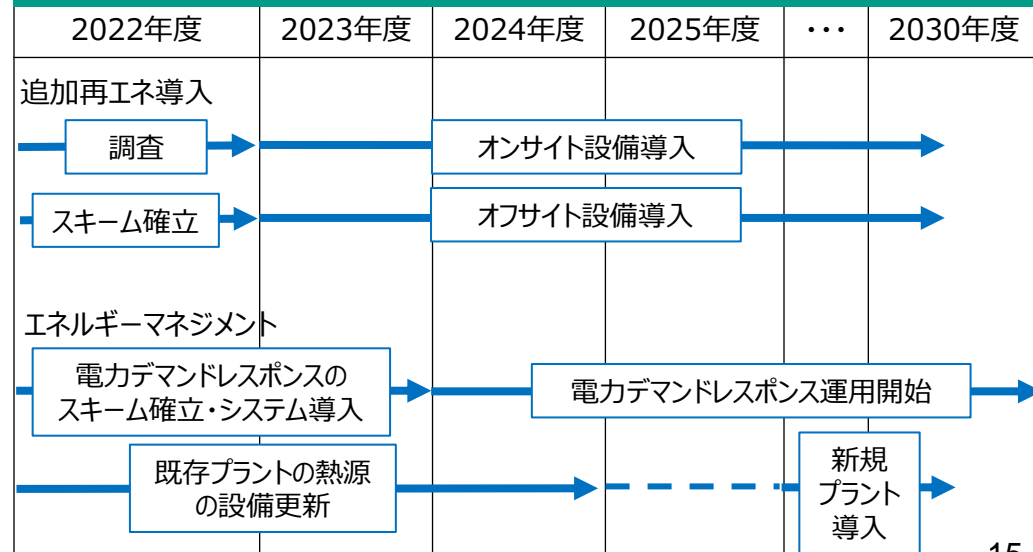 2022年度 2023年度 2024年度 2025年度 ・・・ 2030年度
追加再エネ導入
調査
オンサイト設備導入
スキーム確立
オフサイト設備導入
エネルギーマネジメント
電力デマンドレスポンスの
スキーム確立・システム導入
電力デマンドレスポンス運用開始
既存プラントの熱源
の設備更新
新規
プラント
導入
15